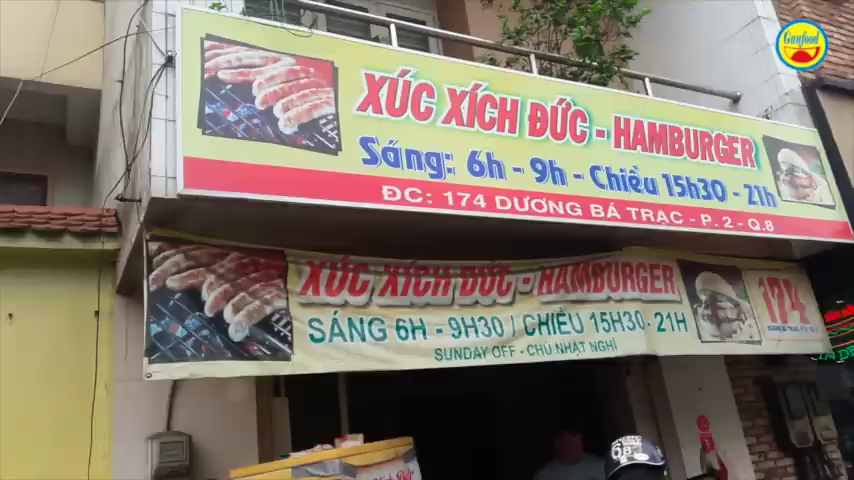 Ganfood
XÚC XÍCH ĐỨC - HAMBURGER
Sáng: 6h - 9h - Chiều 15h30 - 21h
ĐC: 174 DƯƠNG BÁ TRẠC - P.2 - Q.8
XÚC XÍCH ĐỨC - HAMBURGER
174
SÁNG 6H - 9H30 / CHIỀU 15H30 - 21H
SUNDAY OFF - CHỦ NHẬT NGHỈ